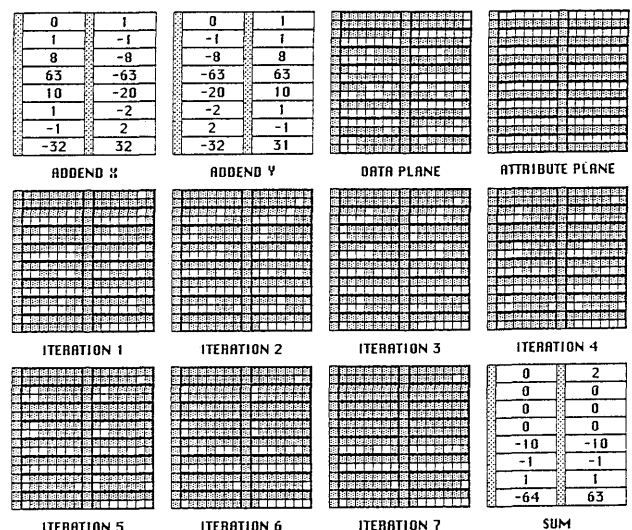 0 1
1 -1
8 -8
63 -63
10 -20
1 -2
-1 2
-32 32
ADDEND X
0 1
-1 1
-8 8
-63 63
-20 10
-2 1
2 -1
-32 31
ADDEND Y
DATA PLANE
ATTRIBUTE PLANE
ITERATION 1
ITERATION 2
ITERATION 3
ITERATION 4
ITERATION 5
ITERATION 6
ITERATION 7
0 2
0 0
0 0
0 0
-10 -10
-1 -1
1 1
-64 63
SUM